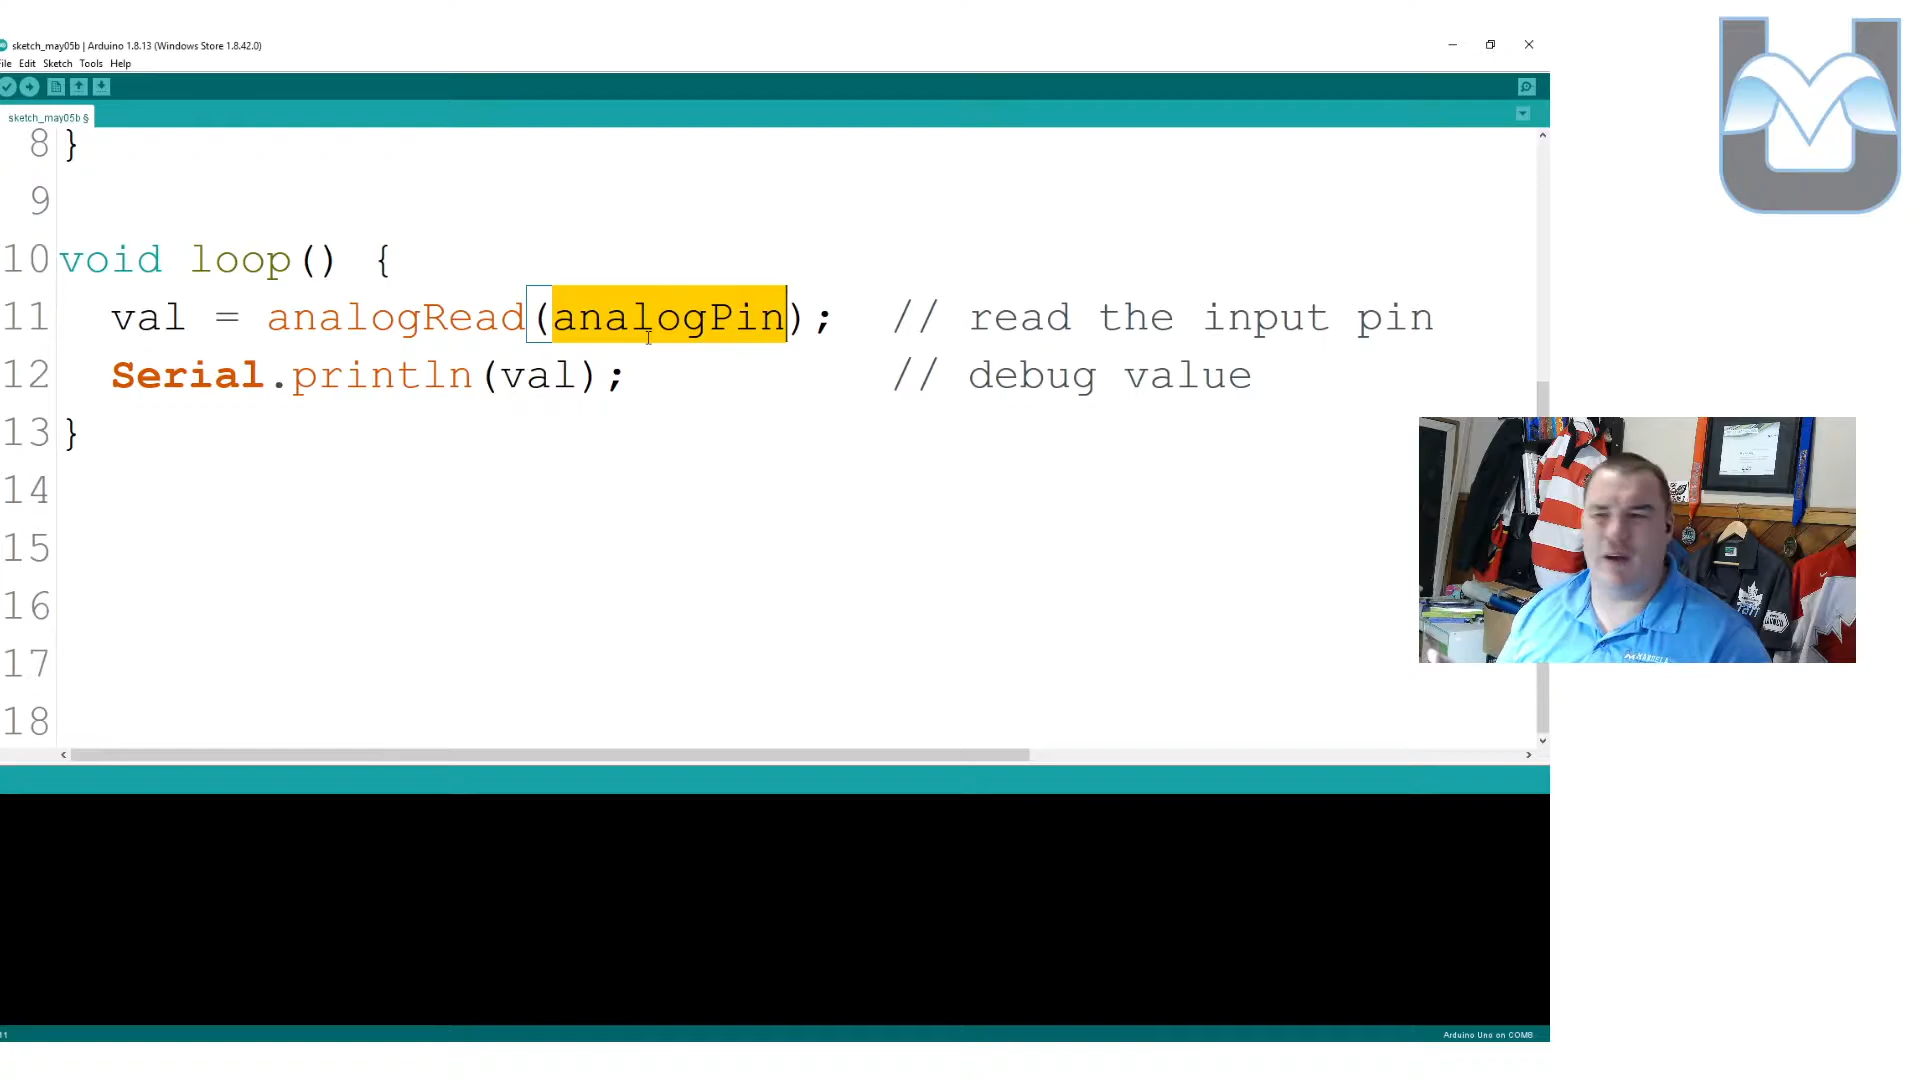 sketch_may05b | Arduino 1.8.13 (Windows Store 1.8.42.0)
File Edit Sketch Tools Help
sketch_may05b §
8 }
9
10 void loop() {
11 val = analogRead(analogPin); // read the input pin
12 Serial.println(val); // debug value
13 }
14
15
16
17
18
11
Arduino Uno on COM8